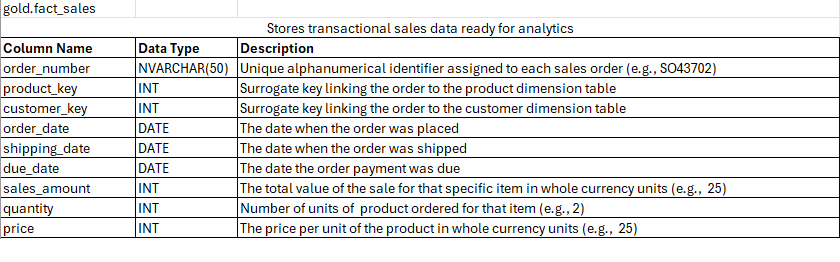 gold.fact_sales
Stores transactional sales data ready for analytics
Column Name Data Type Description
order_number NVARCHAR(50) Unique alphanumerical identifier assigned to each sales order (e.g., SO43702)
product_key INT Surrogate key linking the order to the product dimension table
customer_key INT Surrogate key linking the order to the customer dimension table
order_date DATE The date when the order was placed
shipping_date DATE The date when the order was shipped
due_date DATE The date the order payment was due
sales_amount INT The total value of the sale for that specific item in whole currency units (e.g., 25)
quantity INT Number of units of product ordered for that item (e.g., 2)
price INT The price per unit of the product in whole currency units (e.g., 25)